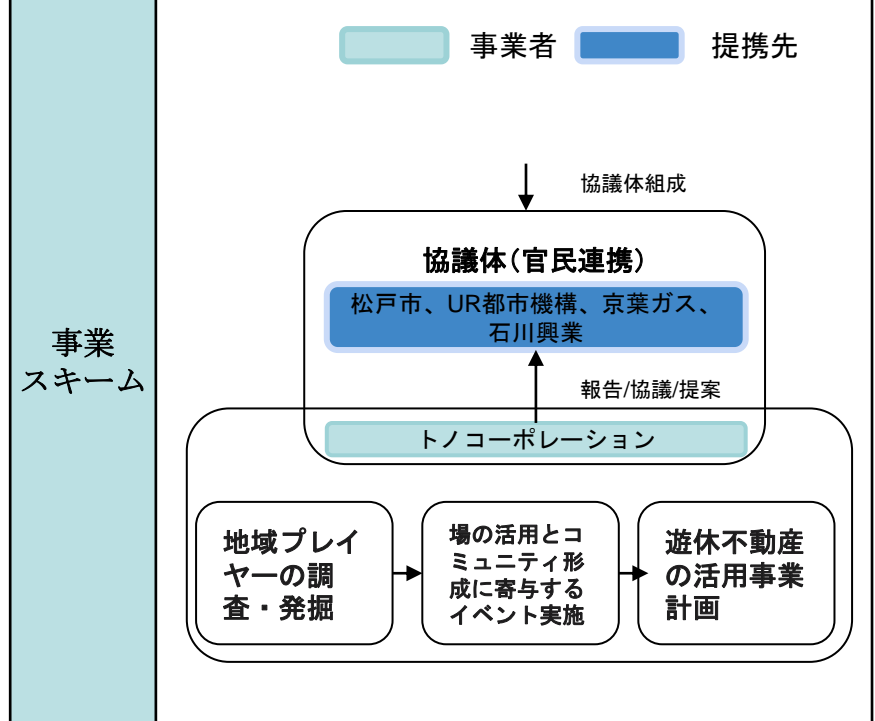 事業者
提携先
協議体組成
協議体（官民連携）
松戸市、UR都市機構、京葉ガス、
石川興業
事業
スキーム
報告/協議/提案
トノコーポレーション
地域プレイ
ヤーの調
査・発掘
場の活用とコ
ミュニティ形
成に寄与する
イベント実施
遊休不動産
の活用事業
計画